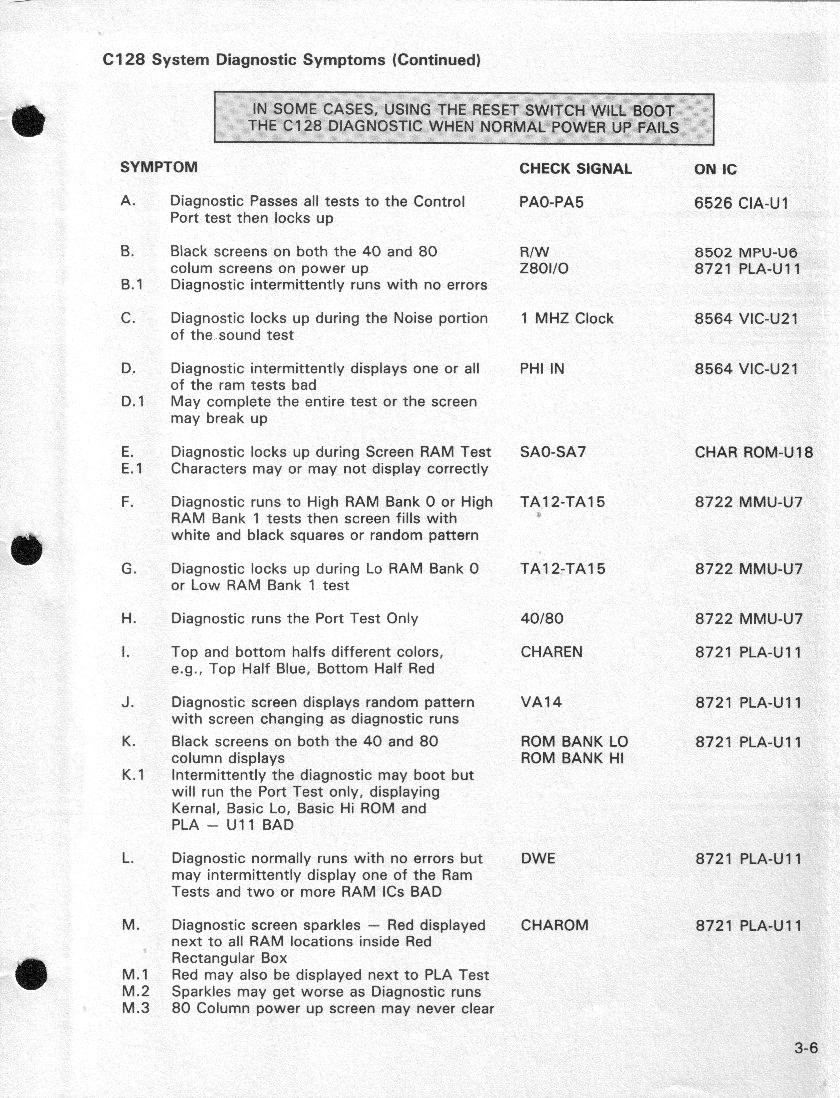 C128 System Diagnostic Symptoms (Continued)
IN SOME CASES, USING THE RESET SWITCH WILL BOOT
THE C128 DIAGNOSTIC WHEN NORMAL POWER UP FAILS
SYMPTOM CHECK SIGNAL ON IC
A. Diagnostic Passes all tests to the Control PA0-PA5 6526 CIA-U1
Port test then locks up
B. Black screens on both the 40 and 80 R/W 8502 MPU-U6
colum screens on power up Z80I/O 8721 PLA-U11
B.1 Diagnostic intermittently runs with no errors
C. Diagnostic locks up during the Noise portion 1 MHZ Clock 8564 VIC-U21
of the sound test
D. Diagnostic intermittently displays one or all PHI IN 8564 VIC-U21
of the ram tests bad
D.1 May complete the entire test or the screen
may break up
E. Diagnostic locks up during Screen RAM Test SA0-SA7 CHAR ROM-U18
E.1 Characters may or may not display correctly
F. Diagnostic runs to High RAM Bank 0 or High TA12-TA15 8722 MMU-U7
RAM Bank 1 tests then screen fills with
white and black squares or random pattern
G. Diagnostic locks up during Lo RAM Bank 0 TA12-TA15 8722 MMU-U7
or Low RAM Bank 1 test
H. Diagnostic runs the Port Test Only 40/80 8722 MMU-U7
I. Top and bottom halfs different colors, CHAREN 8721 PLA-U11
e.g., Top Half Blue, Bottom Half Red
J. Diagnostic screen displays random pattern VA14 8721 PLA-U11
with screen changing as diagnostic runs
K. Black screens on both the 40 and 80 ROM BANK LO 8721 PLA-U11
column displays ROM BANK HI
K.1 Intermittently the diagnostic may boot but
will run the Port Test only, displaying
Kernal, Basic Lo, Basic Hi ROM and
PLA — U11 BAD
L. Diagnostic normally runs with no errors but DWE 8721 PLA-U11
may intermittently display one of the Ram
Tests and two or more RAM ICs BAD
M. Diagnostic screen sparkles — Red displayed CHAROM 8721 PLA-U11
next to all RAM locations inside Red
Rectangular Box
M.1 Red may also be displayed next to PLA Test
M.2 Sparkles may get worse as Diagnostic runs
M.3 80 Column power up screen may never clear
3-6